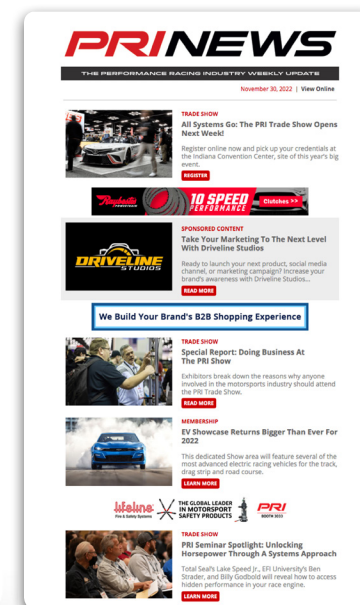 PRINEWS
THE PERFORMANCE RACING INDUSTRY WEEKLY UPDATE
November 30, 2022 | View Online
TRADE SHOW
All Systems Go: The PRI Trade Show Opens
Next Week!
Register online now and pick up your credentials at
the Indiana Convention Center, site of this year's big
event.
REGISTER
Raybestos
POWERTRAIN
10 SPEED
PERFORMANCE
Clutches >>
SPONSORED CONTENT
Take Your Marketing To The Next Level
With Driveline Studios
DRIVELINE
STUDIOS
Ready to launch your next product, social media
channel, or marketing campaign? Increase your
brand's awareness with Driveline Studios...
READ MORE
We Build Your Brand's B2B Shopping Experience
TRADE SHOW
Special Report: Doing Business At
The PRI Show
Exhibitors break down the reasons why anyone
involved in the motorsports industry should attend
the PRI Trade Show.
READ MORE
MEMBERSHIP
EV Showcase Returns Bigger Than Ever For
2022
This dedicated Show area will feature several of the
most advanced electric racing vehicles for the track,
drag strip and road course.
LEARN MORE
lifeline
Fire & Safety Systems
THE GLOBAL LEADER
IN MOTORSPORT
SAFETY PRODUCTS
PRI
TRADE SHOW
PRI Seminar Spotlight: Unlocking
Horsepower Through A Systems Approach
Total Seal's Lake Speed Jr., EFI University's Ben
Strader, and Billy Godbold will reveal how to access
hidden performance in your race engine.
LEARN MORE